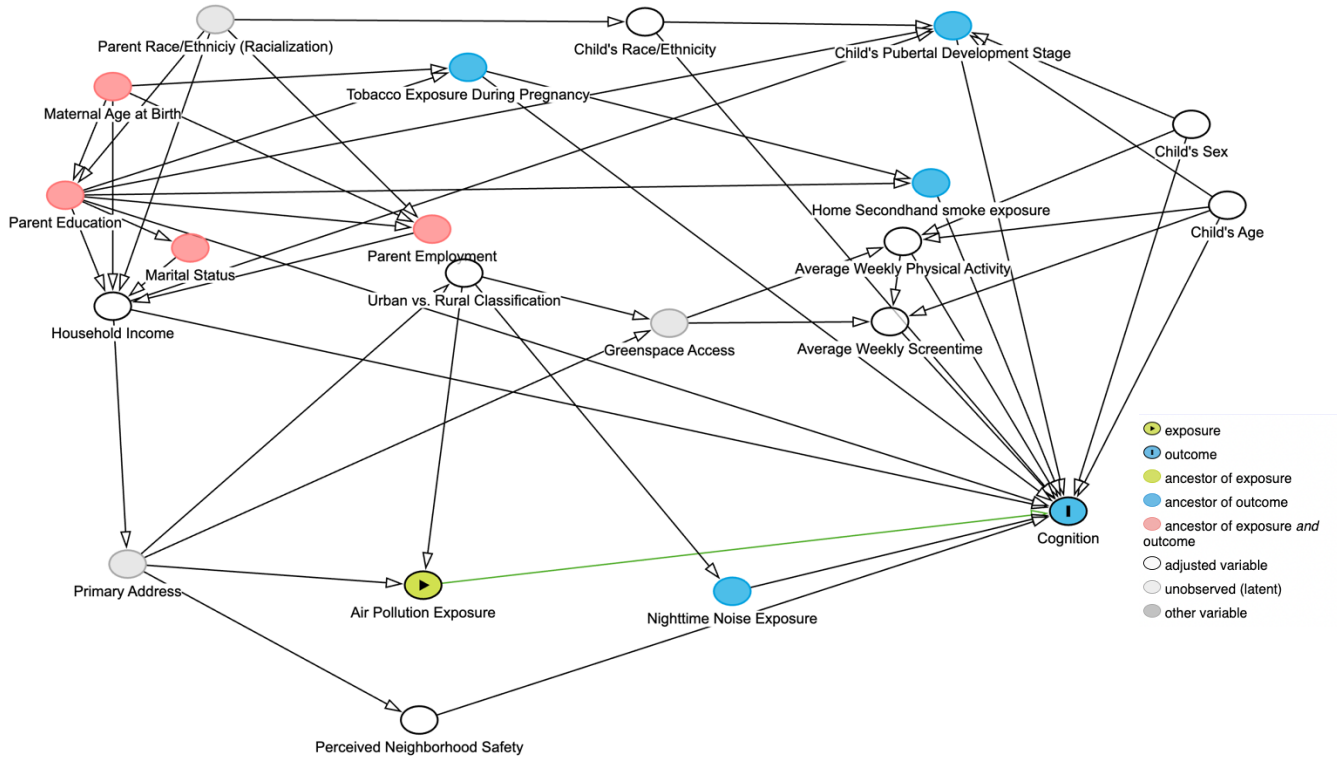 Parent Race/Ethniciy (Racialization)
Child's Race/Ethnicity
Child's Pubertal Development Stage
Maternal Age at Birth
Tobacco Exposure During Pregnancy
Child's Sex
Parent Education
Home Secondhand smoke exposure
Child's Age
Marital Status
Parent Employment
Average Weekly Physical Activity
Urban vs. Rural Classification
Household Income
Greenspace Access
Average Weekly Screentime
exposure
outcome
ancestor of exposure
ancestor of outcome
ancestor of exposure and
outcome
adjusted variable
unobserved (latent)
other variable
Cognition
Primary Address
Air Pollution Exposure
Nighttime Noise Exposure
Perceived Neighborhood Safety